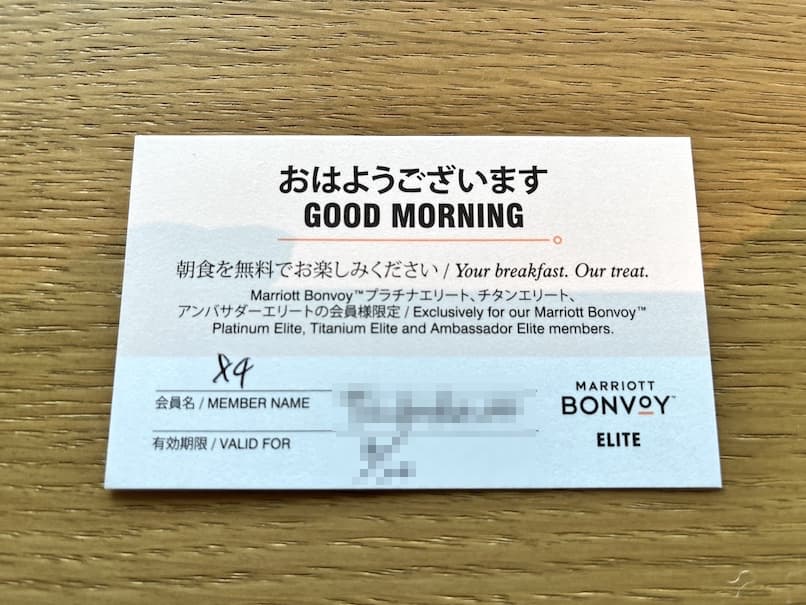 おはようございます
GOOD MORNING
朝食を無料でお楽しみください / Your breakfast. Our treat.
Marriott Bonvoy™プラチナエリート、チタンエリート、
アンバサダーエリートの会員様限定 / Exclusively for our Marriott Bonvoy™
Platinum Elite, Titanium Elite and Ambassador Elite members.
会員名 / MEMBER NAME
有効期限 / VALID FOR
MARRIOTT
BONVOY™
ELITE